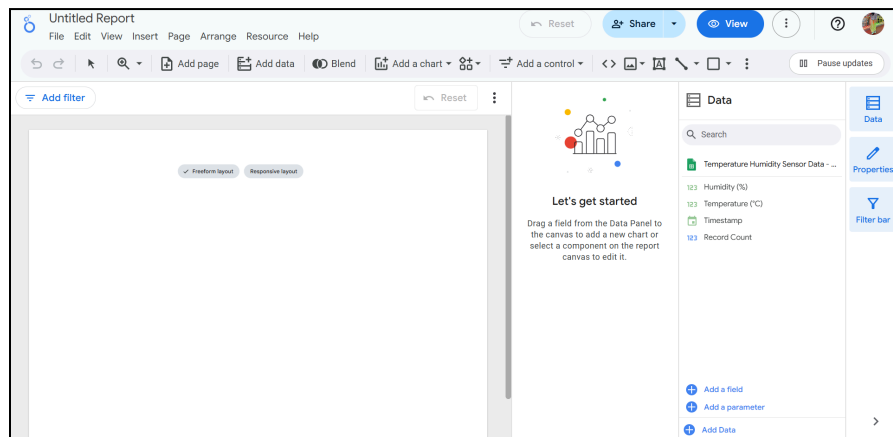 Untitled Report
File Edit View Insert Page Arrange Resource Help
Reset
Share
View
Add page
Add data
Blend
Add a chart
Add a control
Pause updates
Add filter
Reset
Freeform layout
Responsive layout
Let's get started
Drag a field from the Data Panel to
the canvas to add a new chart or
select a component on the report
canvas to edit it.
Data
Search
Temperature Humidity Sensor Data - ...
123 Humidity (%)
123 Temperature (°C)
Timestamp
123 Record Count
Add a field
Add a parameter
Add Data
Data
Properties
Filter bar